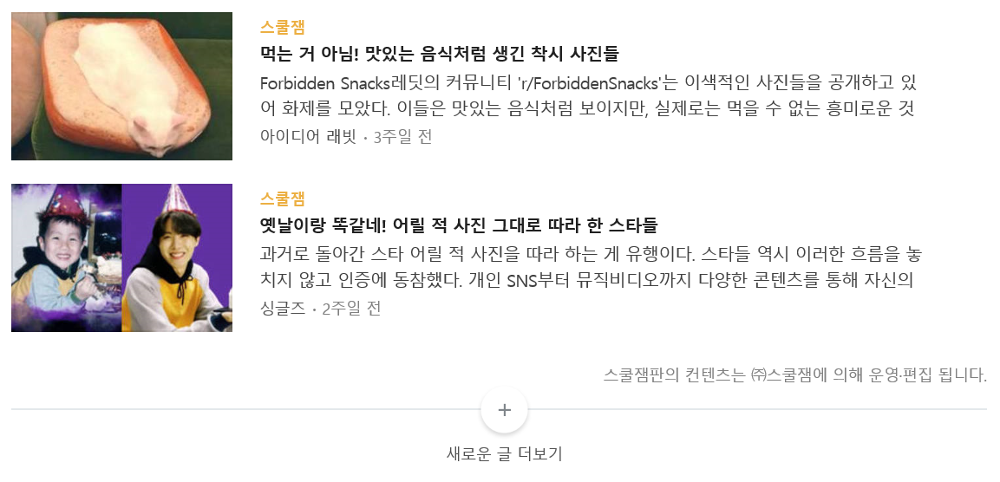 스쿨잼
먹는 거 아님! 맛있는 음식처럼 생긴 착시 사진들
Forbidden Snacks레딧의 커뮤니티 'r/ForbiddenSnacks'는 이색적인 사진들을 공개하고 있
어 화제를 모았다. 이들은 맛있는 음식처럼 보이지만, 실제로는 먹을 수 없는 흥미로운 것
아이디어 래빗 · 3주일 전
스쿨잼
옛날이랑 똑같네! 어릴 적 사진 그대로 따라 한 스타들
과거로 돌아간 스타 어릴 적 사진을 따라 하는 게 유행이다. 스타들 역시 이러한 흐름을 놓
치지 않고 인증에 동참했다. 개인 SNS부터 뮤직비디오까지 다양한 콘텐츠를 통해 자신의
싱글즈 · 2주일 전
스쿨잼판의 컨텐츠는 ㈜스쿨잼에 의해 운영·편집 됩니다.
+
새로운 글 더보기